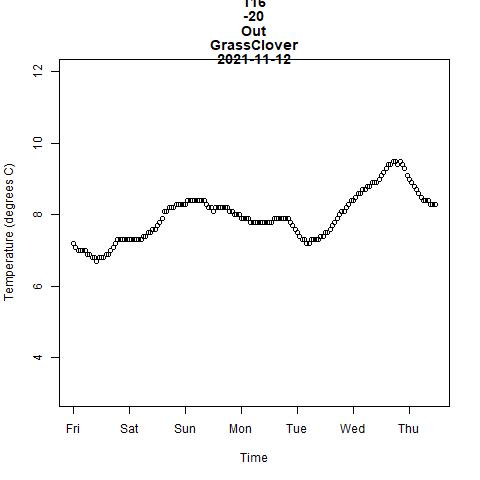 T16
-20
Out
GrassClover
2021-11-12
12
10
8
6
4
Temperature (degrees C)
Fri Sat Sun Mon Tue Wed Thu
Time